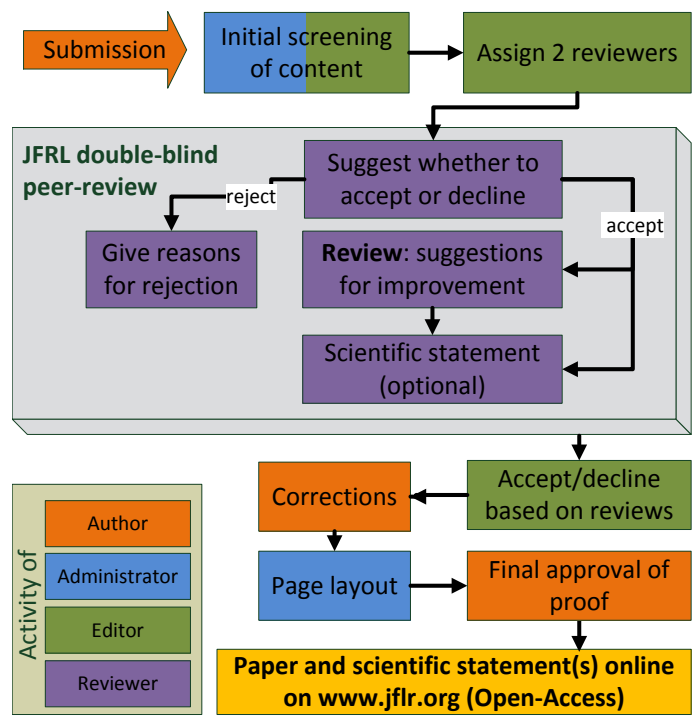 Submission
Initial screening
of content
Assign 2 reviewers
JFRL double-blind
peer-review
Suggest whether to
accept or decline
reject
accept
Give reasons
for rejection
Review: suggestions
for improvement
Scientific statement
(optional)
Accept/decline
based on reviews
Corrections
Page layout
Final approval of
proof
Paper and scientific statement(s) online
on www.jflr.org (Open-Access)
Activity of
Author
Administrator
Editor
Reviewer